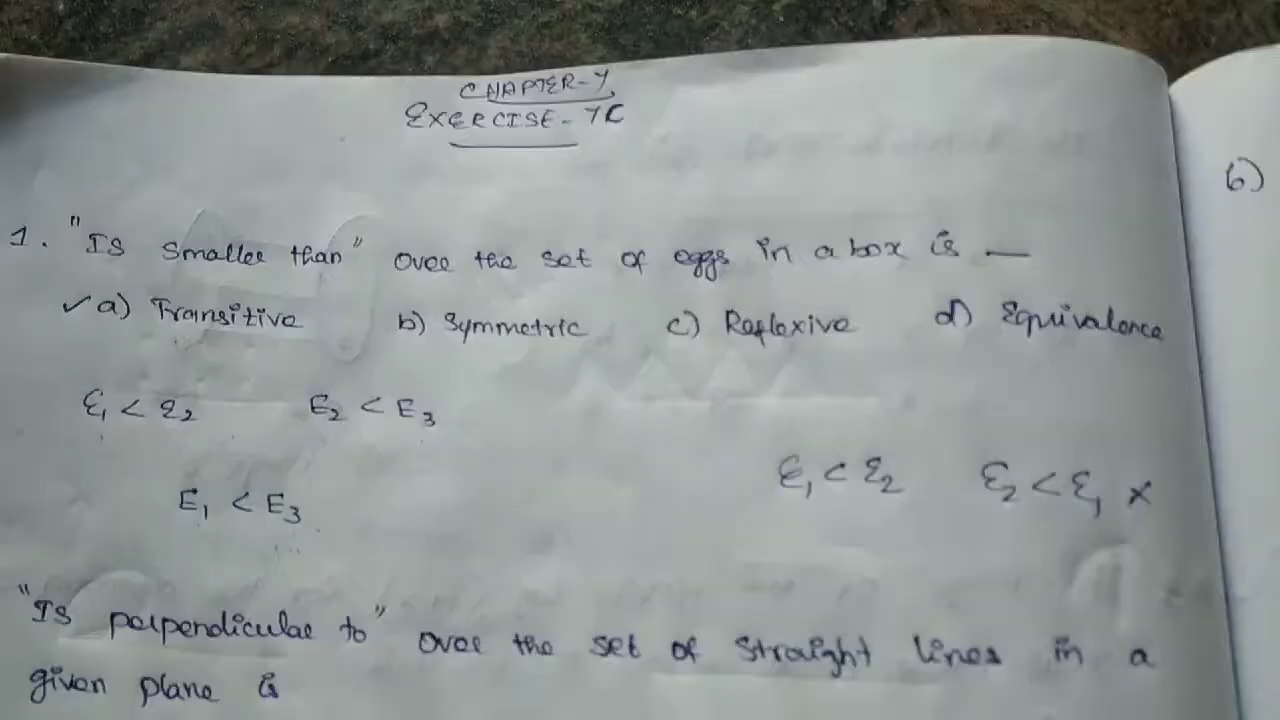 CHAPTER-7
EXERCISE-7C
6)
1. "Is smaller than" over the set of eggs in a box is —
✓a) Transitive b) Symmetric c) Reflexive d) Equivalence
E₁ < E₂ E₂ < E₃
E₁ < E₂ E₂ < E₁ ×
E₁ < E₃
"Is perpendicular to" over the set of straight lines in a
given plane is